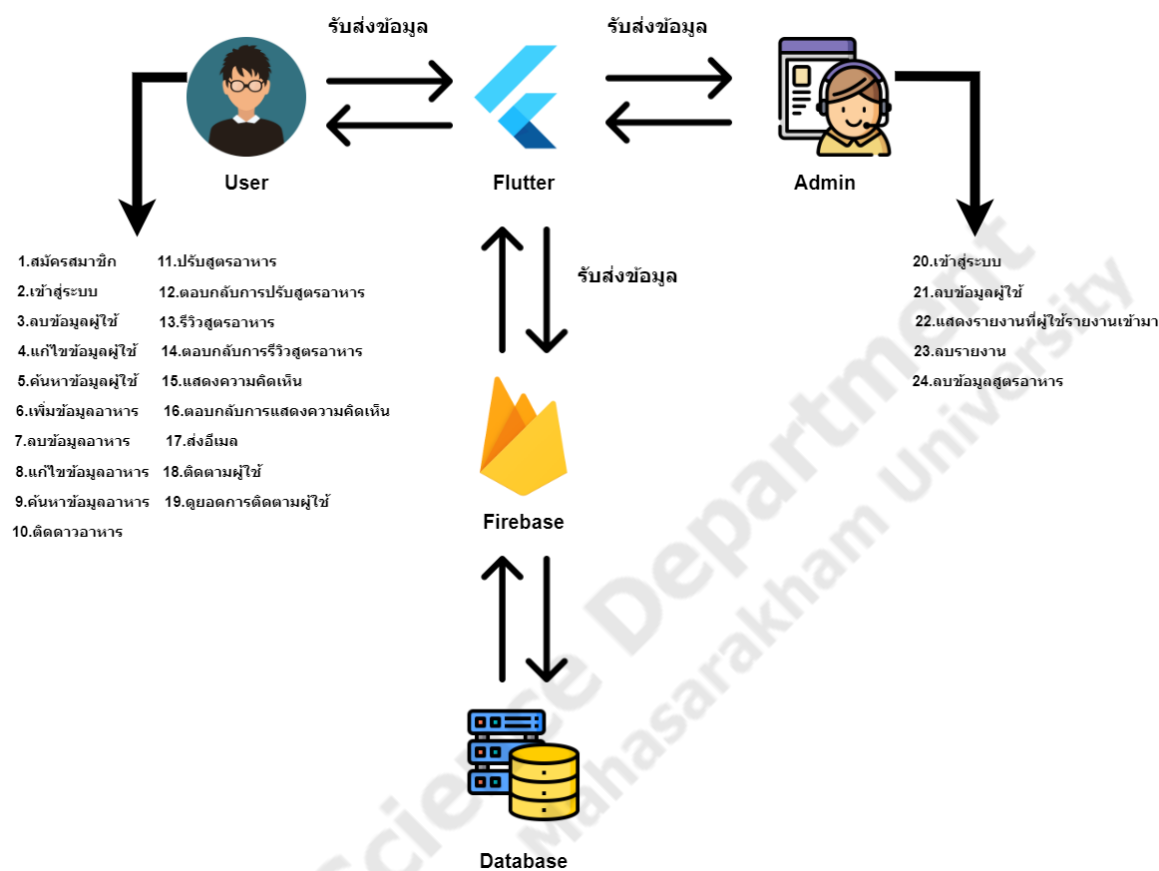 รับส่งข้อมูล
รับส่งข้อมูล
User
Flutter
Admin
รับส่งข้อมูล
1.สมัครสมาชิก
2.เข้าสู่ระบบ
3.ลบข้อมูลผู้ใช้
4.แก้ไขข้อมูลผู้ใช้
5.ค้นหาข้อมูลผู้ใช้
6.เพิ่มข้อมูลอาหาร
7.ลบข้อมูลอาหาร
8.แก้ไขข้อมูลอาหาร
9.ค้นหาข้อมูลอาหาร
10.ติดดาวอาหาร
11.ปรับสูตรอาหาร
12.ตอบกลับการปรับสูตรอาหาร
13.รีวิวสูตรอาหาร
14.ตอบกลับการรีวิวสูตรอาหาร
15.แสดงความคิดเห็น
16.ตอบกลับการแสดงความคิดเห็น
17.ส่งอีเมล
18.ติดตามผู้ใช้
19.ดูยอดการติดตามผู้ใช้
20.เข้าสู่ระบบ
21.ลบข้อมูลผู้ใช้
22.แสดงรายงานที่ผู้ใช้รายงานเข้ามา
23.ลบรายงาน
24.ลบข้อมูลสูตรอาหาร
Firebase
Database
Science Department
Mahasarakham University